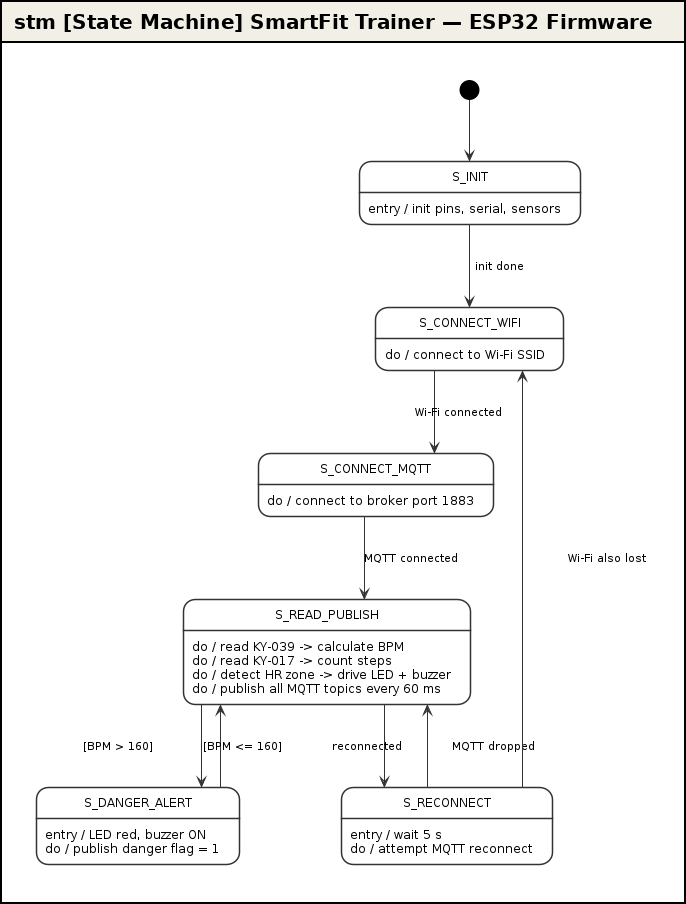 stm [State Machine] SmartFit Trainer — ESP32 Firmware
S_INIT
entry / init pins, serial, sensors
init done
S_CONNECT_WIFI
do / connect to Wi-Fi SSID
Wi-Fi connected
S_CONNECT_MQTT
do / connect to broker port 1883
MQTT connected
Wi-Fi also lost
S_READ_PUBLISH
do / read KY-039 -> calculate BPM
do / read KY-017 -> count steps
do / detect HR zone -> drive LED + buzzer
do / publish all MQTT topics every 60 ms
[BPM > 160]
[BPM <= 160]
reconnected
MQTT dropped
S_DANGER_ALERT
entry / LED red, buzzer ON
do / publish danger flag = 1
S_RECONNECT
entry / wait 5 s
do / attempt MQTT reconnect